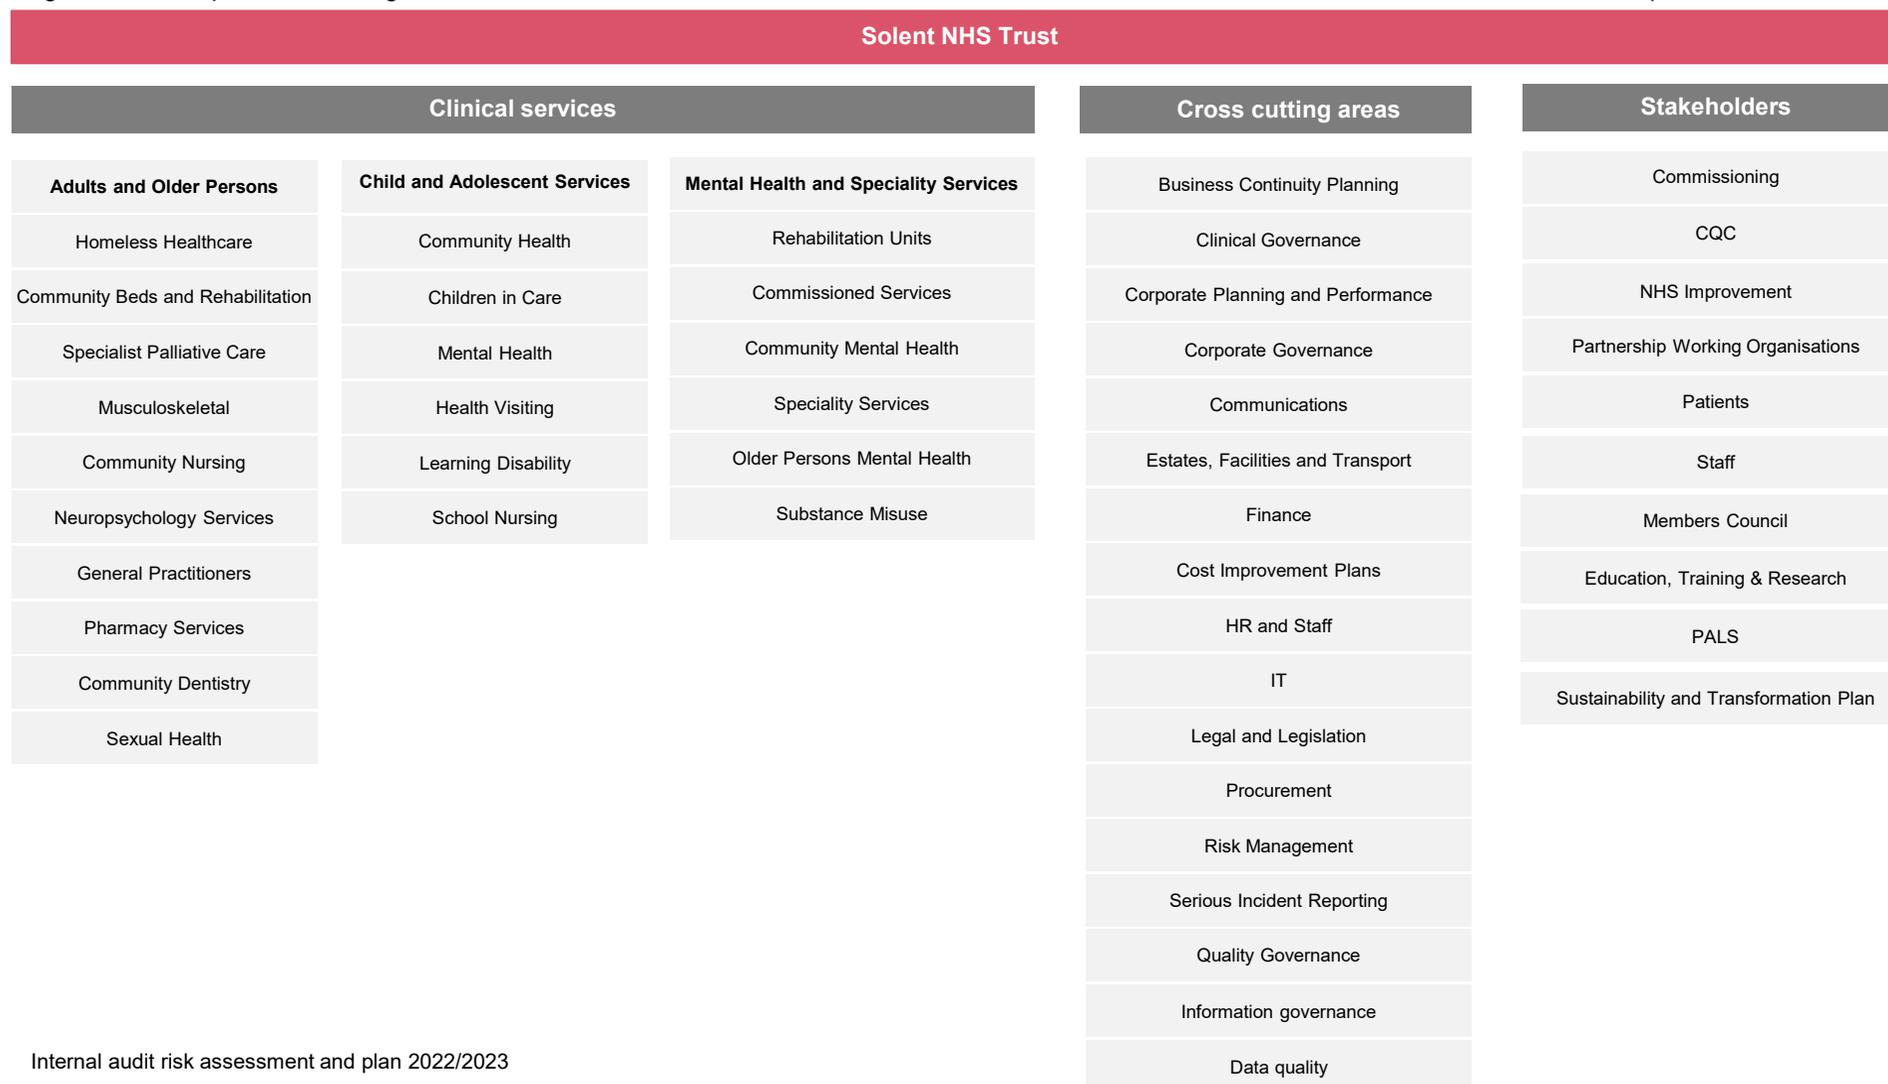 Solent NHS Trust
Clinical services
Adults and Older Persons
Homeless Healthcare
Community Beds and Rehabilitation
Specialist Palliative Care
Musculoskeletal
Community Nursing
Neuropsychology Services
General Practitioners
Pharmacy Services
Community Dentistry
Sexual Health
Child and Adolescent Services
Community Health
Children in Care
Mental Health
Health Visiting
Learning Disability
School Nursing
Mental Health and Speciality Services
Rehabilitation Units
Commissioned Services
Community Mental Health
Speciality Services
Older Persons Mental Health
Substance Misuse
Cross cutting areas
Business Continuity Planning
Clinical Governance
Corporate Planning and Performance
Corporate Governance
Communications
Estates, Facilities and Transport
Finance
Cost Improvement Plans
HR and Staff
IT
Legal and Legislation
Procurement
Risk Management
Serious Incident Reporting
Quality Governance
Information governance
Data quality
Stakeholders
Commissioning
CQC
NHS Improvement
Partnership Working Organisations
Patients
Staff
Members Council
Education, Training & Research
PALS
Sustainability and Transformation Plan
Internal audit risk assessment and plan 2022/2023